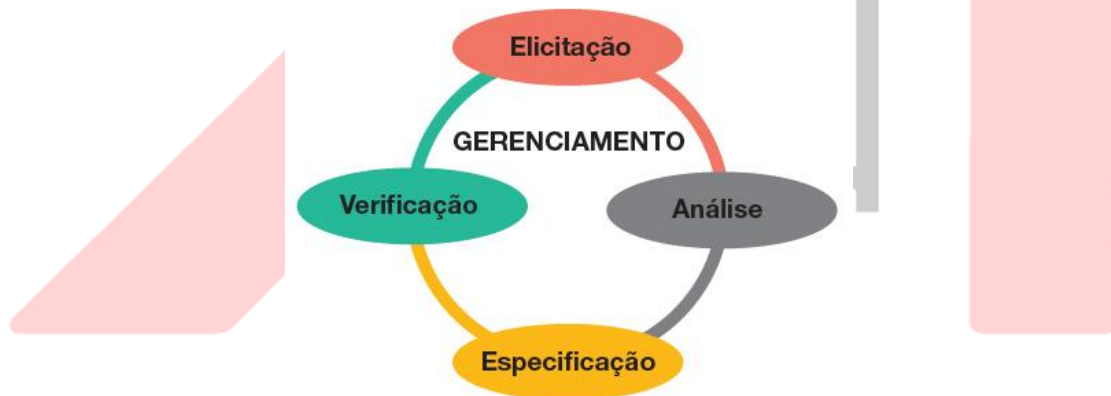 Elicitação
GERENCIAMENTO
Verificação
Análise
Especificação